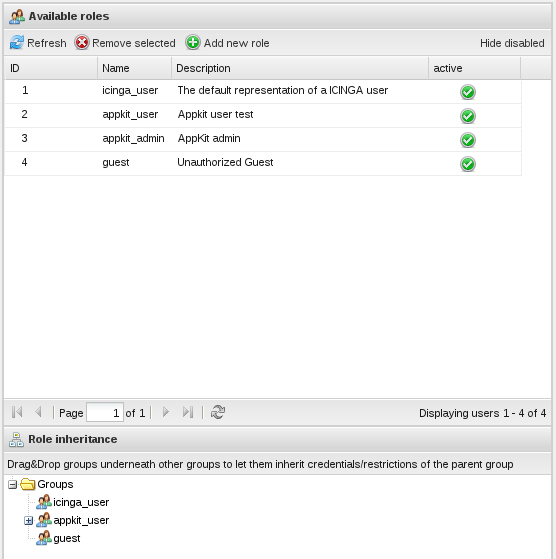 Available roles
Refresh Remove selected Add new role Hide disabled
ID Name Description active
1 icinga_user The default representation of a ICINGA user
2 appkit_user Appkit user test
3 appkit_admin AppKit admin
4 guest Unauthorized Guest
Page 1 of 1 Displaying users 1 - 4 of 4
Role inheritance
Drag&Drop groups underneath other groups to let them inherit credentials/restrictions of the parent group
Groups
icinga_user
appkit_user
guest